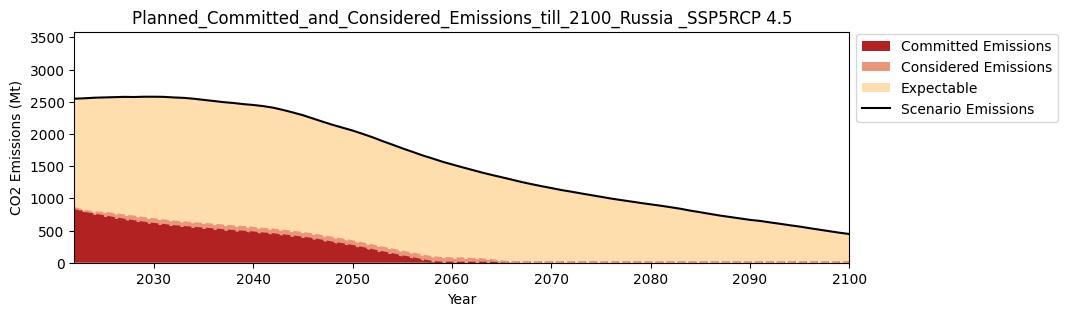 Planned_Committed_and_Considered_Emissions_till_2100_Russia _SSP5RCP 4.5
CO2 Emissions (Mt)
3500
3000
2500
2000
1500
1000
500
0
2030 2040 2050 2060 2070 2080 2090 2100
Year
Committed Emissions
Considered Emissions
Expectable
Scenario Emissions